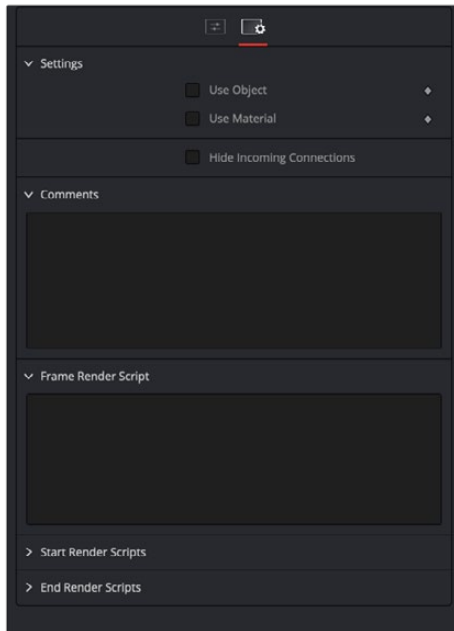 Settings
Use Object
Use Material
Hide Incoming Connections
Comments
Frame Render Script
Start Render Scripts
End Render Scripts